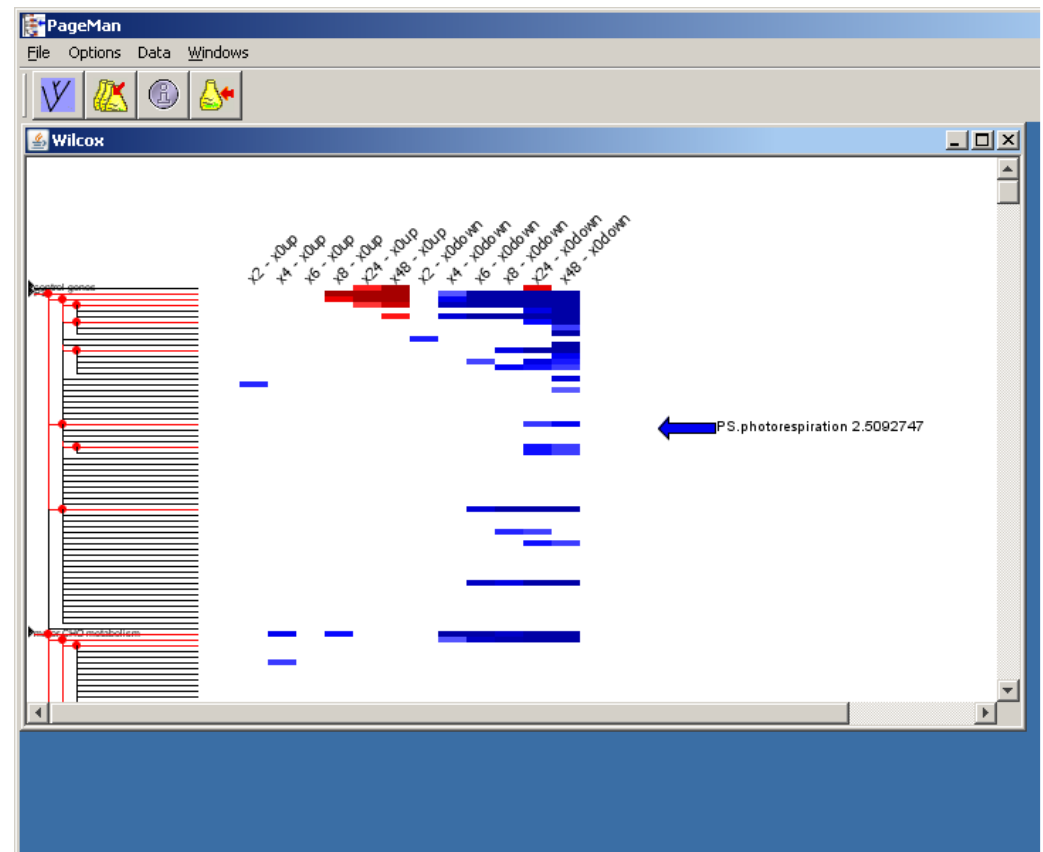 PageMan
File Options Data Windows
Wilcox
x2 - x0up
x4 - x0up
x6 - x0up
x8 - x0up
x24 - x0up
x48 - x0up
x2 - x0down
x4 - x0down
x6 - x0down
x8 - x0down
x24 - x0down
x48 - x0down
control genes
PS.photorespiration 2.5092747
major CHO metabolism